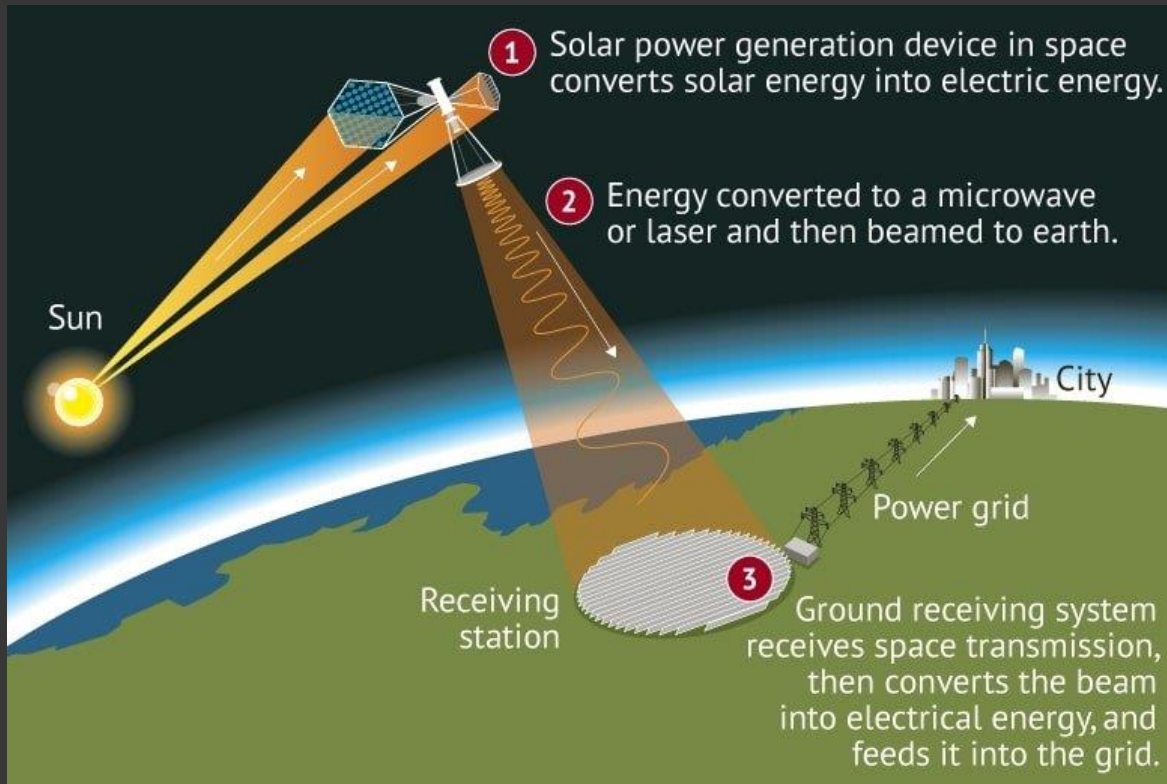 1
Solar power generation device in space
converts solar energy into electric energy.
2
Energy converted to a microwave
or laser and then beamed to earth.
Sun
City
Power grid
Receiving
station
3
Ground receiving system
receives space transmission,
then converts the beam
into electrical energy, and
feeds it into the grid.